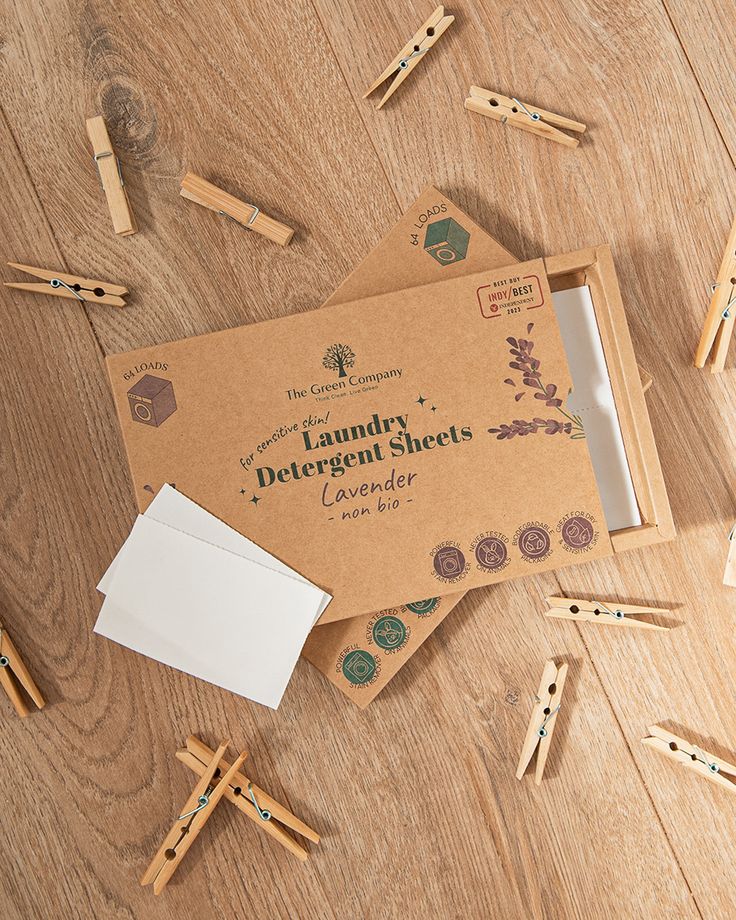 64 LOADS
BEST BUY
INDY/BEST
INDEPENDENT
2023
64 LOADS
The Green Company
Think Clean. Live Green
for sensitive skin!
Laundry
Detergent Sheets
Lavender
- non bio -
POWERFUL
STAIN REMOVER
NEVER TESTED
ON ANIMALS
BIODEGRADABLE
PACKAGING
GREAT FOR DRY
& SENSITIVE SKIN
POWERFUL
STAIN REMOVER
NEVER TESTED
ON ANIMALS